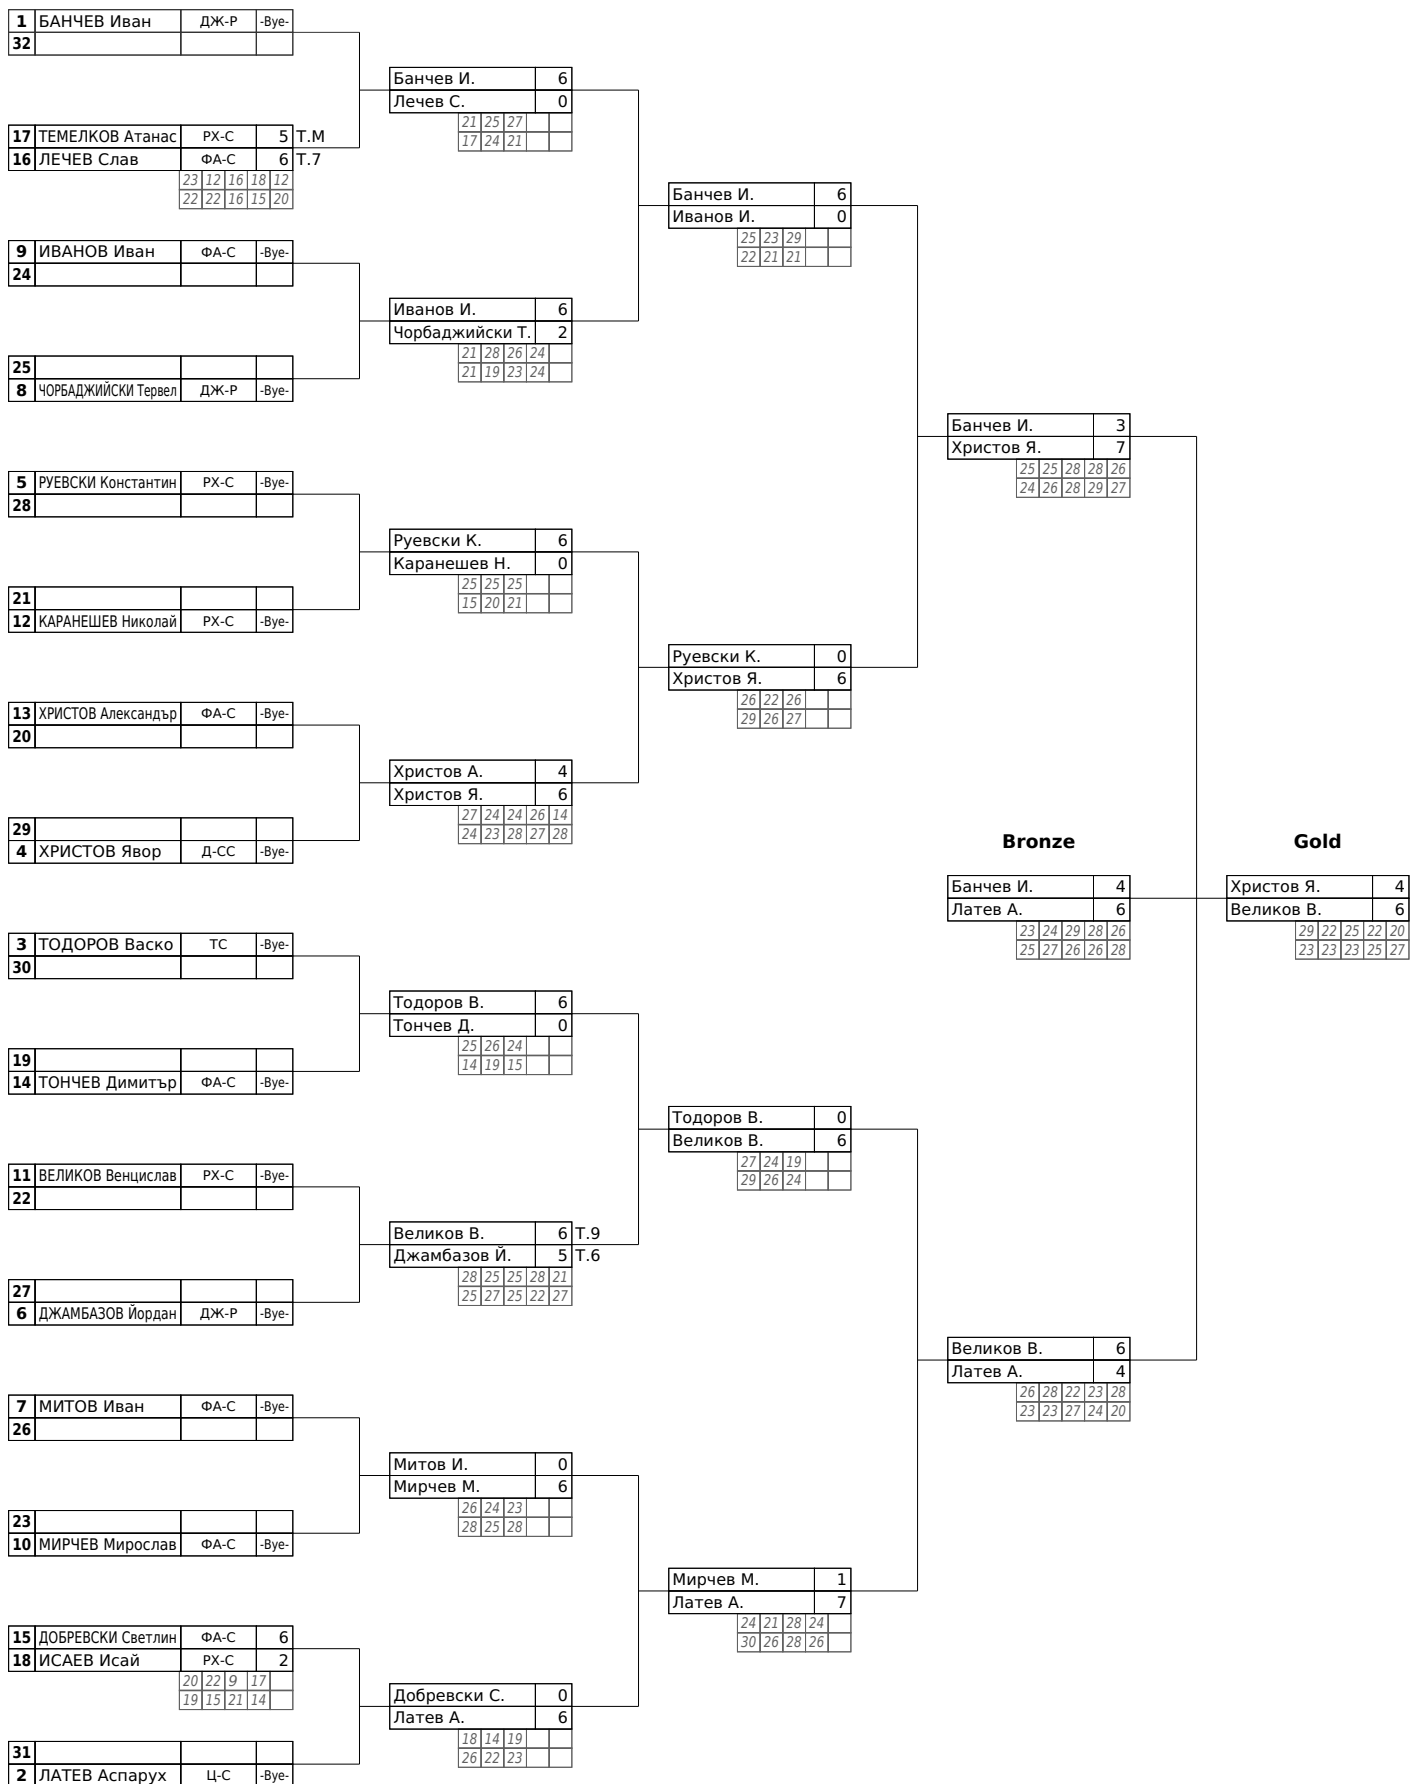 1 БАНЧЕВ Иван ДЖ-Р -Bye-
32
Банчев И. 6
Лечев С. 0
21 25 27
17 24 21
17 ТЕМЕЛКОВ Атанас РХ-С 5 T.M
16 ЛЕЧЕВ Слав ФА-С 6 T.7
23 12 16 18 12
22 22 16 15 20
Банчев И. 6
Иванов И. 0
25 23 29
22 21 21
9 ИВАНОВ Иван ФА-С -Bye-
24
Иванов И. 6
Чорбаджийски Т. 2
21 28 26 24
21 19 23 24
25
8 ЧОРБАДЖИЙСКИ Тервел ДЖ-Р -Bye-
Банчев И. 3
Христов Я. 7
25 25 28 28 26
24 26 28 29 27
5 РУЕВСКИ Константин РХ-С -Bye-
28
Руевски К. 6
Каранешев Н. 0
25 25 25
15 20 21
21
12 КАРАНЕШЕВ Николай РХ-С -Bye-
Руевски К. 0
Христов Я. 6
26 22 26
29 26 27
13 ХРИСТОВ Александър ФА-С -Bye-
20
Христов А. 4
Христов Я. 6
27 24 24 26 14
24 23 28 27 28
29
4 ХРИСТОВ Явор Д-СС -Bye-
Bronze Gold
Банчев И. 4
Латев А. 6
23 24 29 28 26
25 27 26 26 28
Христов Я. 4
Великов В. 6
29 22 25 22 20
23 23 23 25 27
3 ТОДОРОВ Васко ТС -Bye-
30
Тодоров В. 6
Тончев Д. 0
25 26 24
14 19 15
19
14 ТОНЧЕВ Димитър ФА-С -Bye-
Тодоров В. 0
Великов В. 6
27 24 19
29 26 24
11 ВЕЛИКОВ Венцислав РХ-С -Bye-
22
Великов В. 6 T.9
Джамбазов Й. 5 T.6
28 25 25 28 21
25 27 25 22 27
27
6 ДЖАМБАЗОВ Йордан ДЖ-Р -Bye-
Великов В. 6
Латев А. 4
26 28 22 23 28
23 23 27 24 20
7 МИТОВ Иван ФА-С -Bye-
26
Митов И. 0
Мирчев М. 6
26 24 23
28 25 28
23
10 МИРЧЕВ Мирослав ФА-С -Bye-
Мирчев М. 1
Латев А. 7
24 21 28 24
30 26 28 26
15 ДОБРЕВСКИ Светлин ФА-С 6
18 ИСАЕВ Исай РХ-С 2
20 22 9 17
19 15 21 14
Добревски С. 0
Латев А. 6
18 14 19
26 22 23
31
2 ЛАТЕВ Аспарух Ц-С -Bye-